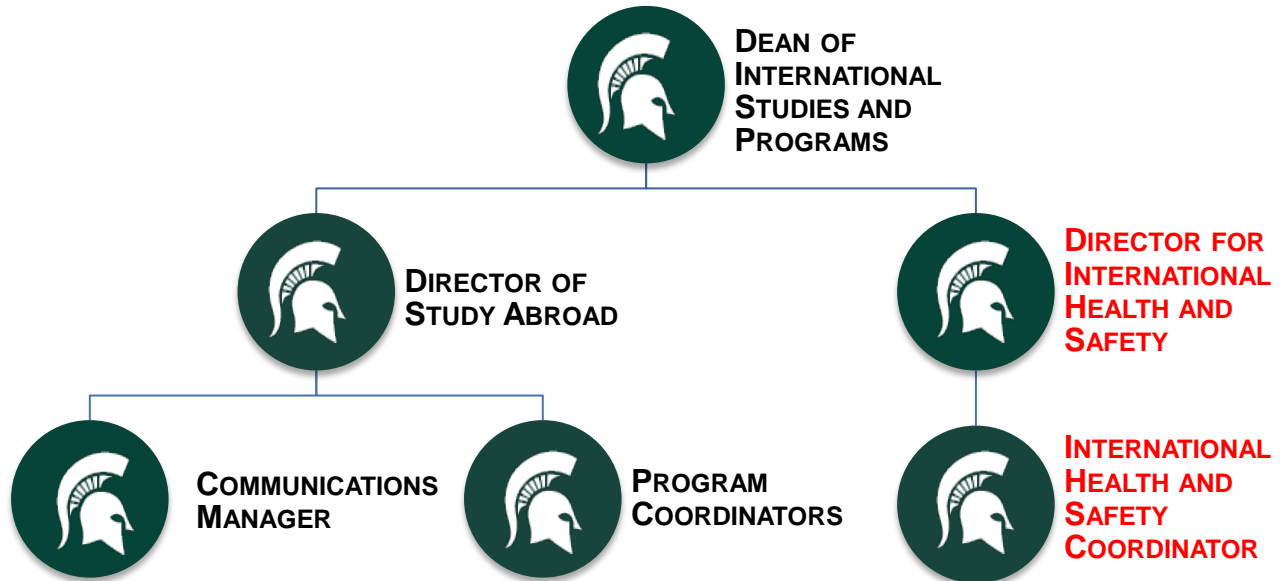 DEAN OF
INTERNATIONAL
STUDIES AND
PROGRAMS
DIRECTOR OF
STUDY ABROAD
DIRECTOR FOR
INTERNATIONAL
HEALTH AND
SAFETY
COMMUNICATIONS
MANAGER
PROGRAM
COORDINATORS
INTERNATIONAL
HEALTH AND
SAFETY
COORDINATOR